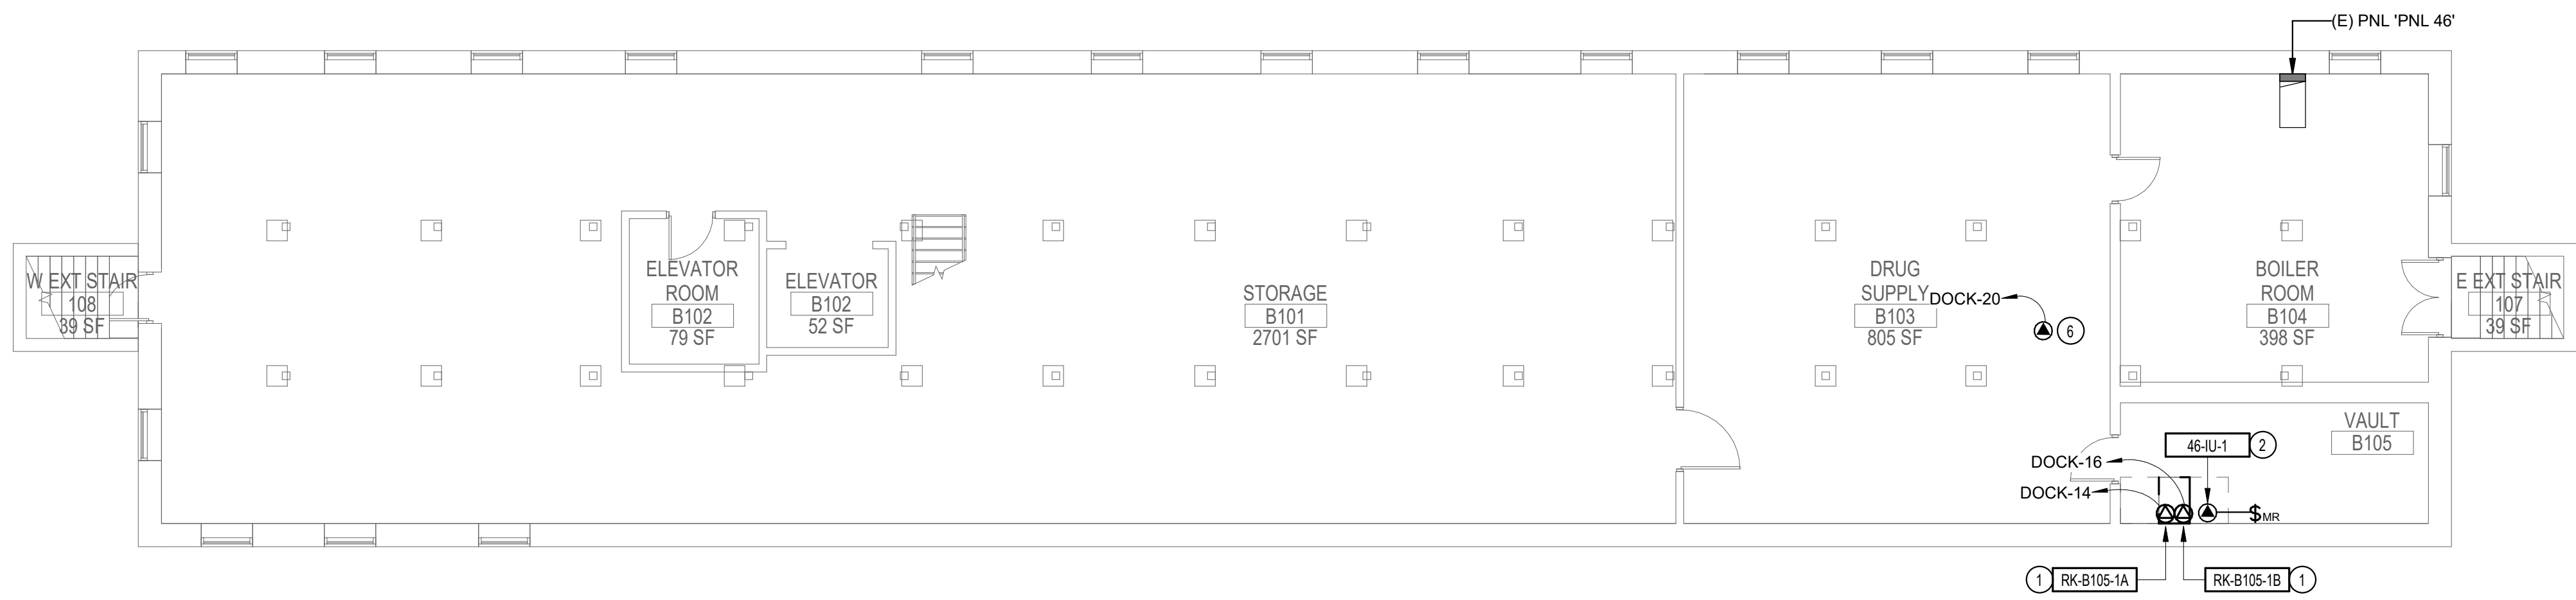 (E) PNL 'PNL 46'
W EXT STAIR
108
39 SF
ELEVATOR
ROOM
B102
79 SF
ELEVATOR
B102
52 SF
STORAGE
B101
2701 SF
DRUG
SUPPLY
B103
805 SF
DOCK-20
6
BOILER
ROOM
B104
398 SF
E EXT STAIR
107
39 SF
VAULT
B105
46-IU-1
2
DOCK-16
DOCK-14
$MR
1
RK-B105-1A
RK-B105-1B
1